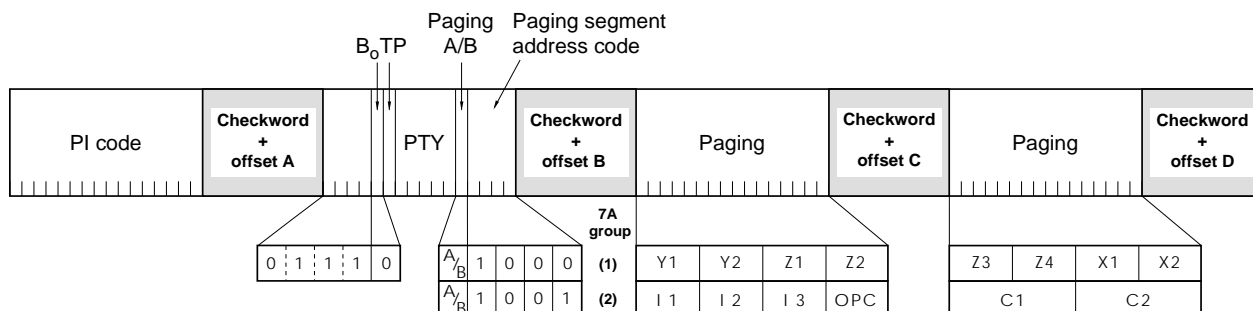 Paging Paging segment
BoTP A/B address code
PI code Checkword + offset A PTY Checkword + offset B Paging Checkword + offset C Paging Checkword + offset D
7A group
0 1 1 1 0 A/B 1 0 0 0 (1) Y1 Y2 Z1 Z2 Z3 Z4 X1 X2
A/B 1 0 0 1 (2) I1 I2 I3 OPC C1 C2